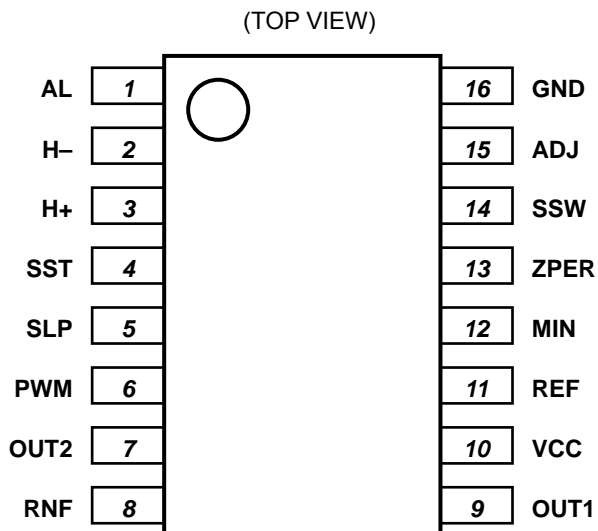 (TOP VIEW)
AL 1 16 GND
H– 2 15 ADJ
H+ 3 14 SSW
SST 4 13 ZPER
SLP 5 12 MIN
PWM 6 11 REF
OUT2 7 10 VCC
RNF 8 9 OUT1